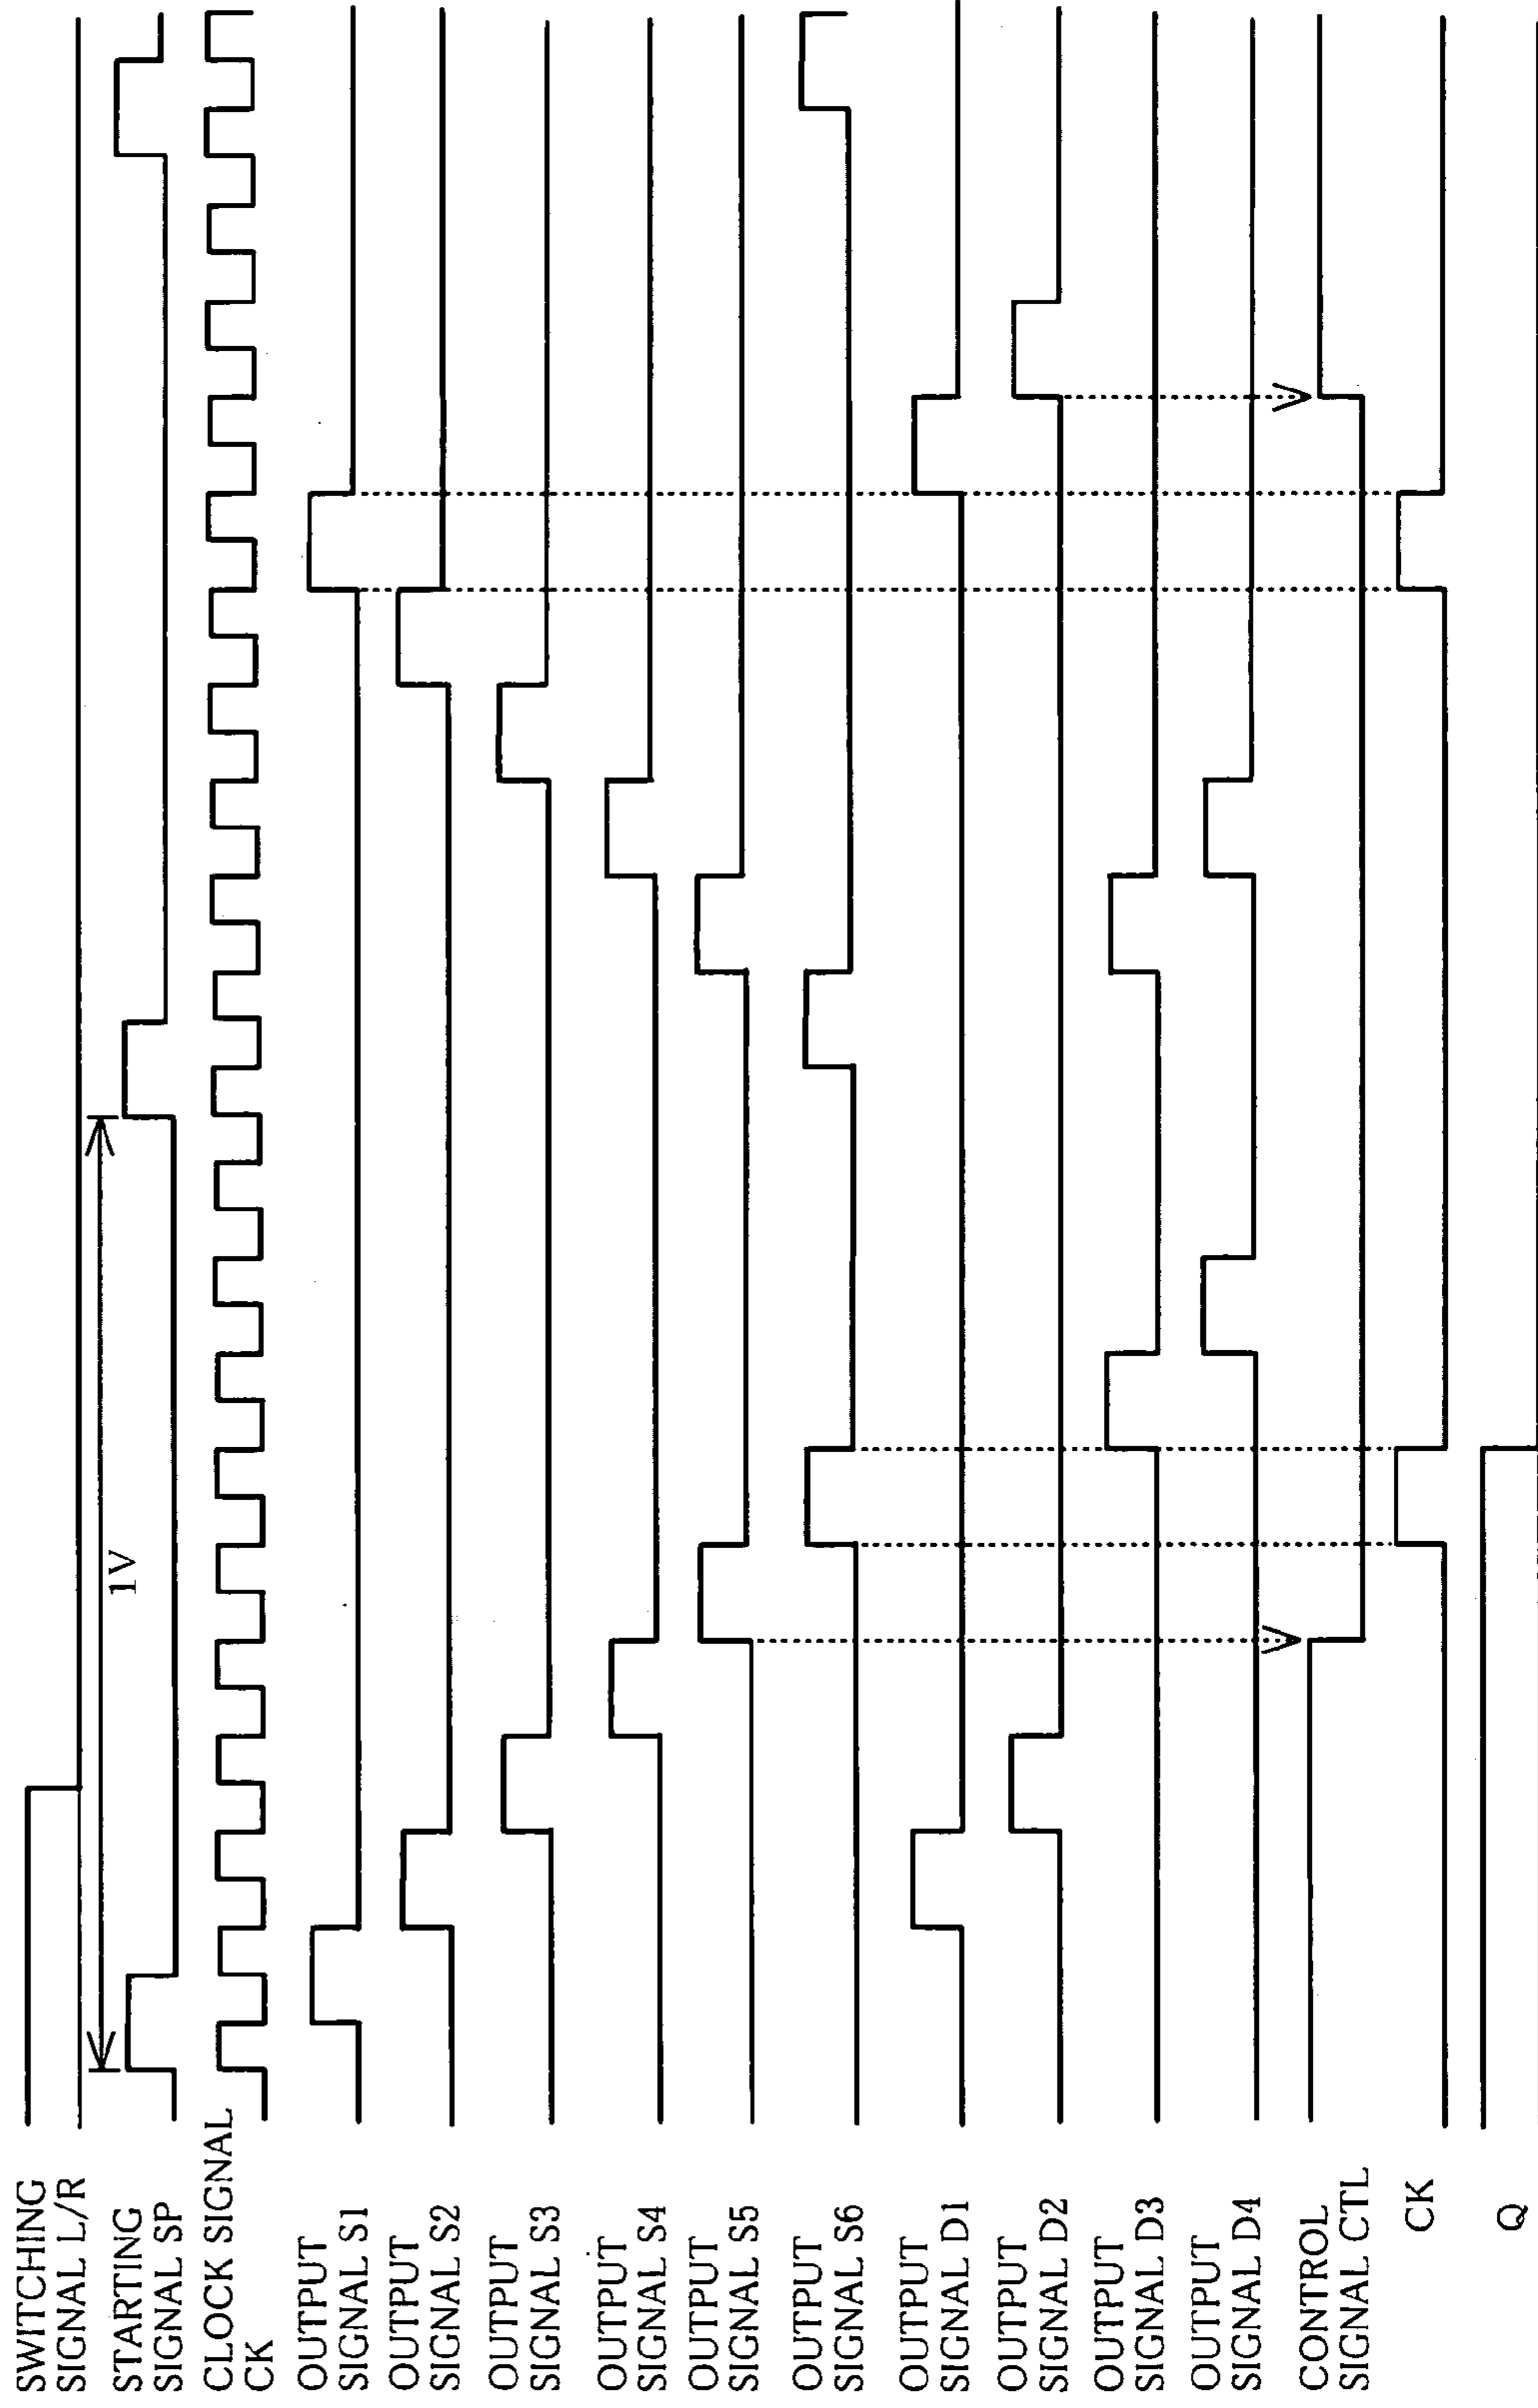 SWITCHING
SIGNAL L/R
STARTING
SIGNAL SP
CLOCK SIGNAL
CK
OUTPUT
SIGNAL S1
OUTPUT
SIGNAL S2
OUTPUT
SIGNAL S3
OUTPUT
SIGNAL S4
OUTPUT
SIGNAL S5
OUTPUT
SIGNAL S6
OUTPUT
SIGNAL D1
OUTPUT
SIGNAL D2
OUTPUT
SIGNAL D3
OUTPUT
SIGNAL D4
CONTROL
SIGNAL CTL
CK
Q
1V